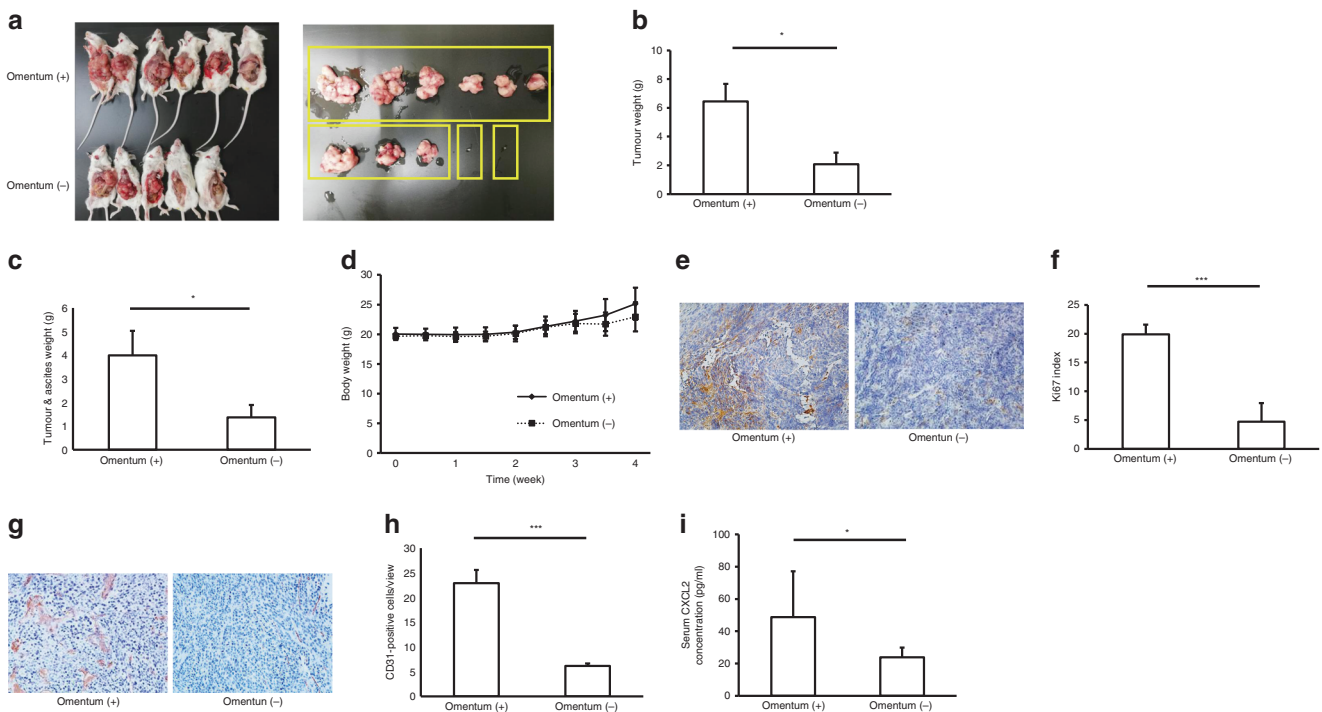 a
Omentum (+)
Omentum (–)
b
Tumour weight (g)
10
8
6
4
2
0
*
Omentum (+)
Omentum (–)
c
Tumour & ascites weight (g)
6
5
4
3
2
1
0
*
Omentum (+)
Omentum (–)
d
Body weight (g)
30
25
20
15
10
5
0
Omentum (+)
Omentum (–)
0
1
2
3
4
Time (week)
e
Omentum (+)
Omentun (–)
f
Ki67 index
25
20
15
10
5
0
***
Omentum (+)
Omentum (–)
g
Omentum (+)
Omentun (–)
h
CD31-positive cells/view
30
25
20
15
10
5
0
***
Omentum (+)
Omentum (–)
i
Serum CXCL2
concentration (pg/ml)
100
80
60
40
20
0
*
Omentum (+)
Omentum (–)